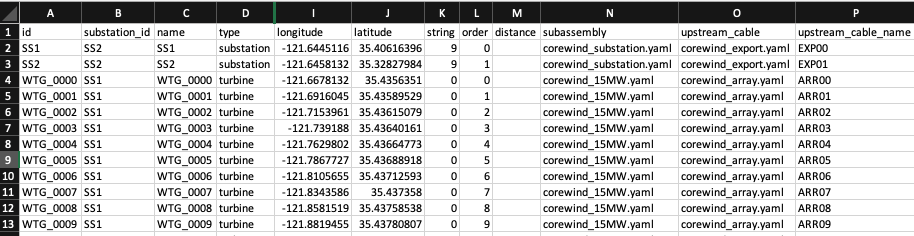 A B C D I J K L M N O P
1 id substation_id name type longitude latitude string order distance subassembly upstream_cable upstream_cable_name
2 SS1 SS2 SS1 substation -121.6445116 35.40616396 9 0 corewind_substation.yaml corewind_export.yaml EXP00
3 SS2 SS2 SS2 substation -121.6458132 35.32827984 9 1 corewind_substation.yaml corewind_export.yaml EXP01
4 WTG_0000 SS1 WTG_0000 turbine -121.6678132 35.4356351 0 0 corewind_15MW.yaml corewind_array.yaml ARR00
5 WTG_0001 SS1 WTG_0001 turbine -121.6916045 35.43589529 0 1 corewind_15MW.yaml corewind_array.yaml ARR01
6 WTG_0002 SS1 WTG_0002 turbine -121.7153961 35.43615079 0 2 corewind_15MW.yaml corewind_array.yaml ARR02
7 WTG_0003 SS1 WTG_0003 turbine -121.739188 35.43640161 0 3 corewind_15MW.yaml corewind_array.yaml ARR03
8 WTG_0004 SS1 WTG_0004 turbine -121.7629802 35.43664773 0 4 corewind_15MW.yaml corewind_array.yaml ARR04
9 WTG_0005 SS1 WTG_0005 turbine -121.7867727 35.43688918 0 5 corewind_15MW.yaml corewind_array.yaml ARR05
10 WTG_0006 SS1 WTG_0006 turbine -121.8105655 35.43712593 0 6 corewind_15MW.yaml corewind_array.yaml ARR06
11 WTG_0007 SS1 WTG_0007 turbine -121.8343586 35.437358 0 7 corewind_15MW.yaml corewind_array.yaml ARR07
12 WTG_0008 SS1 WTG_0008 turbine -121.8581519 35.43758538 0 8 corewind_15MW.yaml corewind_array.yaml ARR08
13 WTG_0009 SS1 WTG_0009 turbine -121.8819455 35.43780807 0 9 corewind_15MW.yaml corewind_array.yaml ARR09